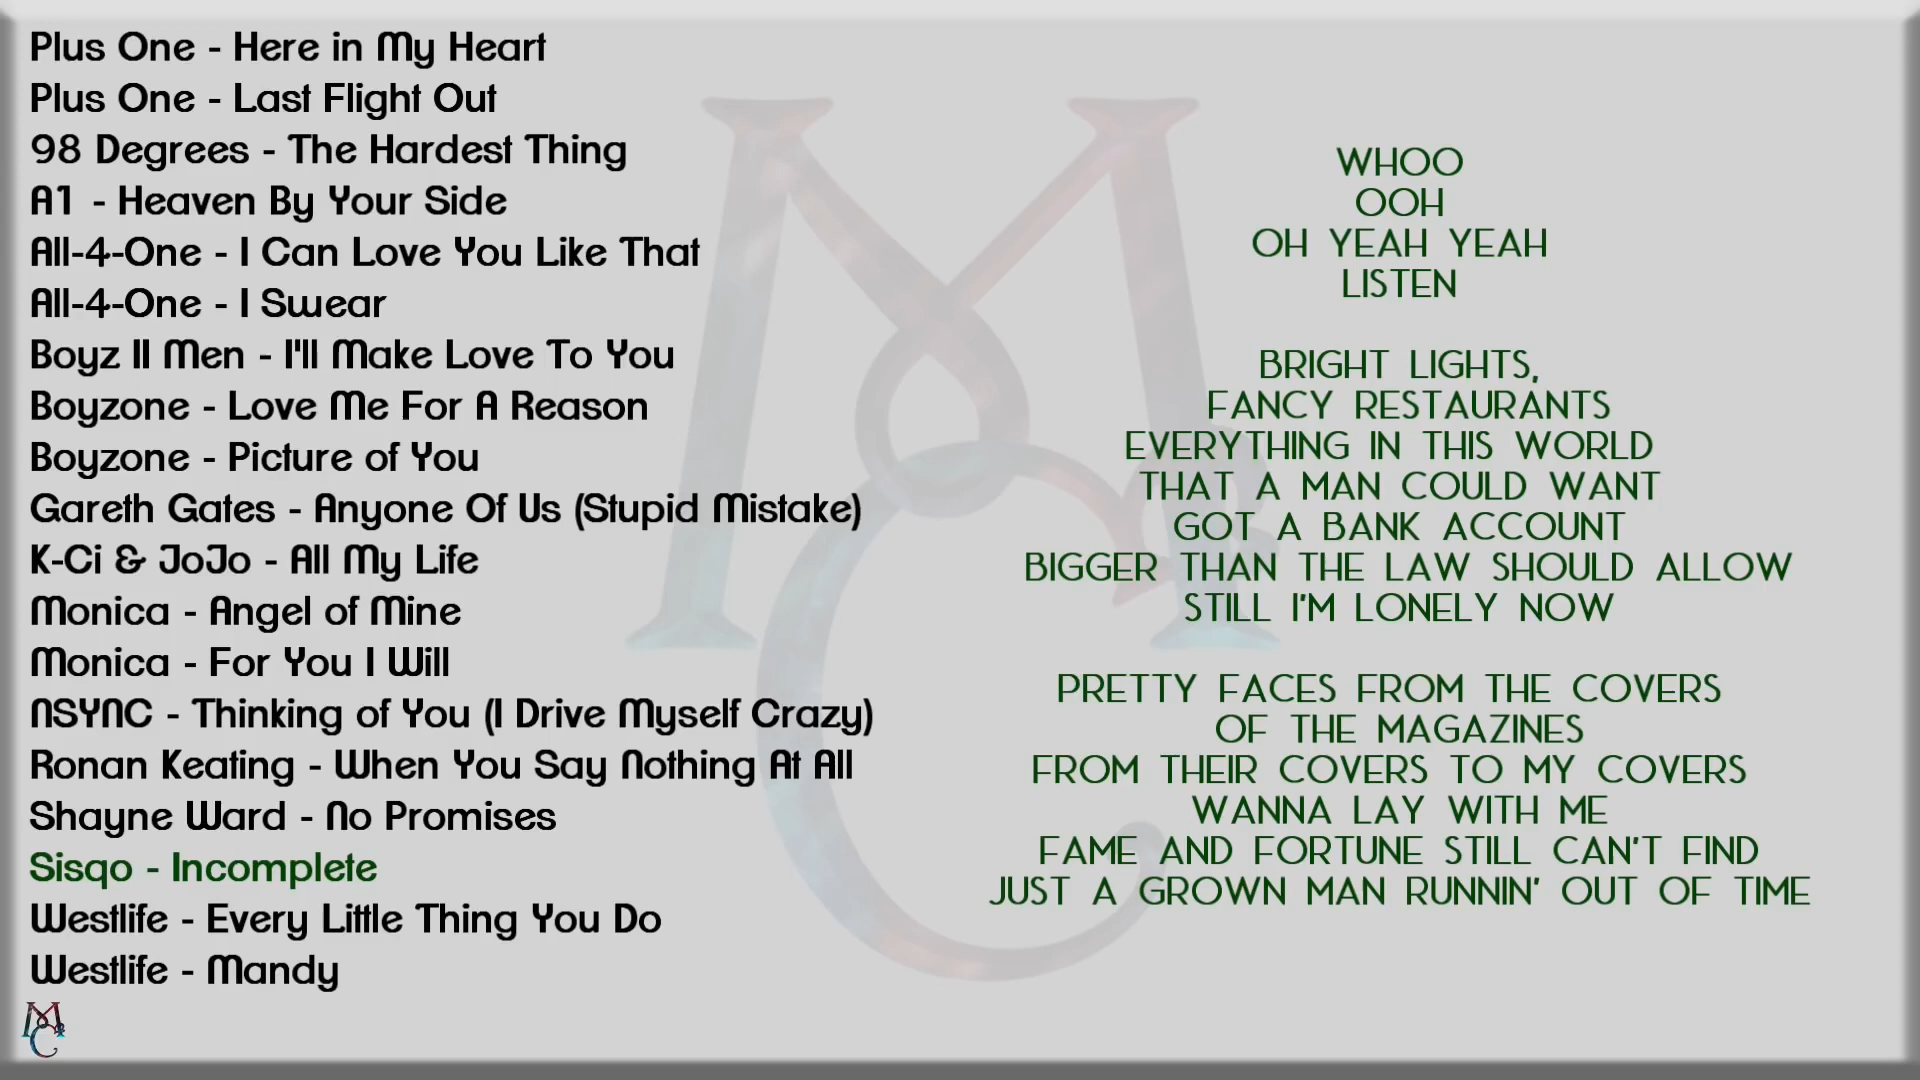 Plus One - Here in My Heart
Plus One - Last Flight Out
98 Degrees - The Hardest Thing
A1 - Heaven By Your Side
All-4-One - I Can Love You Like That
All-4-One - I Swear
Boyz II Men - I'll Make Love To You
Boyzone - Love Me For A Reason
Boyzone - Picture of You
Gareth Gates - Anyone Of Us (Stupid Mistake)
K-Ci & JoJo - All My Life
Monica - Angel of Mine
Monica - For You I Will
NSYNC - Thinking of You (I Drive Myself Crazy)
Ronan Keating - When You Say Nothing At All
Shayne Ward - No Promises
Sisqo - Incomplete
Westlife - Every Little Thing You Do
Westlife - Mandy
WHOO
OOH
OH YEAH YEAH
LISTEN
BRIGHT LIGHTS,
FANCY RESTAURANTS
EVERYTHING IN THIS WORLD
THAT A MAN COULD WANT
GOT A BANK ACCOUNT
BIGGER THAN THE LAW SHOULD ALLOW
STILL I'M LONELY NOW
PRETTY FACES FROM THE COVERS
OF THE MAGAZINES
FROM THEIR COVERS TO MY COVERS
WANNA LAY WITH ME
FAME AND FORTUNE STILL CAN'T FIND
JUST A GROWN MAN RUNNIN' OUT OF TIME
MC